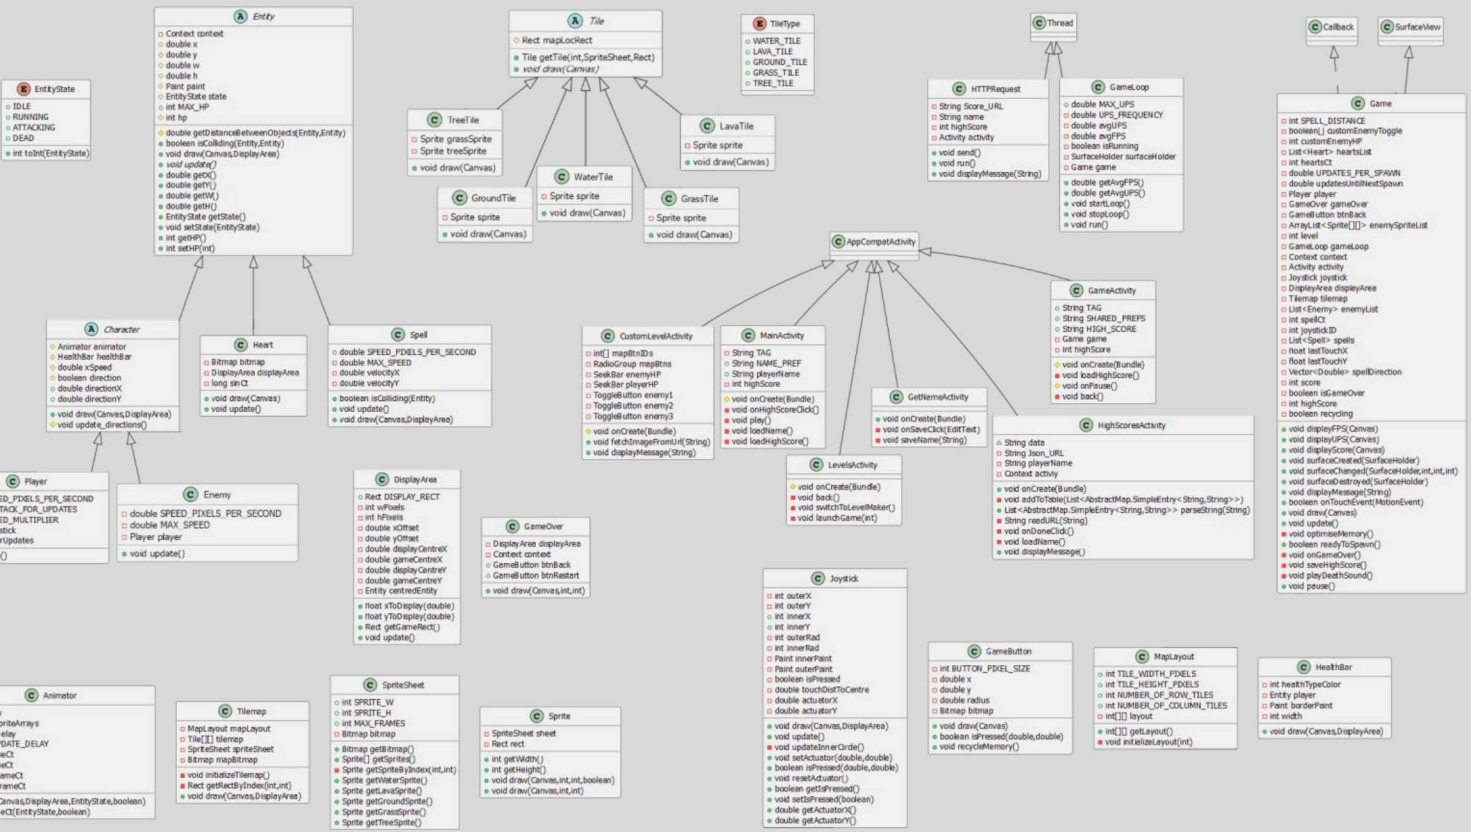 E EntityState
IDLE
RUNNING
ATTACKING
DEAD
int toInt(EntityState)
A Entity
Context context
double x
double y
double w
double h
Paint paint
EntityState state
int MAX_HP
int hp
double getDistanceBetweenObjects(Entity,Entity)
boolean isColliding(Entity,Entity)
void draw(Canvas,DisplayArea)
void update()
double getX()
double getY()
double getW()
double getH()
EntityState getState()
void setState(EntityState)
int getHP()
int setHP(int)
A Tile
Rect mapLocRect
Tile getTile(int,SpriteSheet,Rect)
void draw(Canvas)
E TileType
WATER_TILE
LAVA_TILE
GROUND_TILE
GRASS_TILE
TREE_TILE
C TreeTile
Sprite grassSprite
Sprite treeSprite
void draw(Canvas)
C GroundTile
Sprite sprite
void draw(Canvas)
C WaterTile
Sprite sprite
void draw(Canvas)
C GrassTile
Sprite sprite
void draw(Canvas)
C LavaTile
Sprite sprite
void draw(Canvas)
C Thread
C HTTPRequest
String Score_URL
String name
int highScore
Activity activity
void send()
void run()
void displayMessage(String)
C GameLoop
double MAX_UPS
double UPS_FREQUENCY
double avgUPS
double avgFPS
boolean isRunning
SurfaceHolder surfaceHolder
Game game
double getAvgFPS()
double getAvgUPS()
void startLoop()
void stopLoop()
void run()
C Callback
C SurfaceView
C Game
int SPELL_DISTANCE
boolean[] customEnemyToggle
int customEnemyHP
List<Heart> heartsList
int heartsCt
double UPDATES_PER_SPAWN
double updatesUntilNextSpawn
Player player
GameOver gameOver
GameButton btnBack
ArrayList<Sprite[][]> enemySpriteList
int level
GameLoop gameLoop
Context context
Activity activity
Joystick joystick
DisplayArea displayArea
Tilemap tilemap
List<Enemy> enemyList
int spellCt
int joystickID
List<Spell> spells
float lastTouchX
float lastTouchY
Vector<Double> spellDirection
int score
boolean isGameOver
int highScore
boolean recycling
void displayFPS(Canvas)
void displayUPS(Canvas)
void displayScore(Canvas)
void surfaceCreated(SurfaceHolder)
void surfaceChanged(SurfaceHolder,int,int,int)
void surfaceDestroyed(SurfaceHolder)
void displayMessage(String)
boolean onTouchEvent(MotionEvent)
void draw(Canvas)
void update()
void optimiseMemory()
boolean readyToSpawn()
void onGameOver()
void saveHighScore()
void playDeathSound()
void pause()
C AppCompatActivity
C CustomLevelActivity
int[] mapBtnIDs
RadioGroup mapBtns
SeekBar enemyHP
SeekBar playerHP
ToggleButton enemy1
ToggleButton enemy2
ToggleButton enemy3
void onCreate(Bundle)
void fetchImageFromUrl(String)
void displayMessage(String)
C MainActivity
String TAG
String NAME_PREF
String playerName
int highScore
void onCreate(Bundle)
void onHighScoreClick()
void play()
void loadName()
void loadHighScore()
C LevelsActivity
void onCreate(Bundle)
void back()
void switchToLevelMaker()
void launchGame(int)
C GetNameActivity
void onCreate(Bundle)
void onSaveClick(EditText)
void saveName(String)
C GameActivity
String TAG
String SHARED_PREFS
String HIGH_SCORE
Game game
int highScore
void onCreate(Bundle)
void loadHighScore()
void onPause()
void back()
C HighScoresActivity
String data
String Json_URL
String playerName
Context activiy
void onCreate(Bundle)
void addToTable(List<AbstractMap.SimpleEntry<String,String>>)
List<AbstractMap.SimpleEntry<String,String>> parseString(String)
String readURL(String)
void onDoneClick()
void loadName()
void displayMessage()
A Character
Animator animator
HealthBar healthBar
double xSpeed
boolean direction
double directionX
double directionY
void draw(Canvas,DisplayArea)
void update_directions()
C Heart
Bitmap bitmap
DisplayArea displayArea
long sinCt
void draw(Canvas)
void update()
C Spell
double SPEED_PIXELS_PER_SECOND
double MAX_SPEED
double velocityX
double velocityY
boolean isColliding(Entity)
void update()
void draw(Canvas,DisplayArea)
C Player
ED_PIXELS_PER_SECOND
TACK_FOR_UPDATES
ED_MULTIPLIER
stick
rUpdates
()
C Enemy
double SPEED_PIXELS_PER_SECOND
double MAX_SPEED
Player player
void update()
C DisplayArea
Rect DISPLAY_RECT
int wPixels
int hPixels
double xOffset
double yOffset
double displayCentreX
double gameCentreX
double displayCentreY
double gameCentreY
Entity centredEntity
float xToDisplay(double)
float yToDisplay(double)
Rect getGameRect()
void update()
C GameOver
DisplayArea displayArea
Context context
GameButton btnBack
GameButton btnRestart
void draw(Canvas,int,int)
C Joystick
int outerX
int outerY
int innerX
int innerY
int outerRad
int innerRad
Paint innerPaint
Paint outerPaint
boolean isPressed
double touchDistToCentre
double actuatorX
double actuatorY
void draw(Canvas,DisplayArea)
void update()
void updateInnerCircle()
void setActuator(double,double)
boolean isPressed(double,double)
void resetActuator()
boolean getIsPressed()
void setIsPressed(boolean)
double getActuatorX()
double getActuatorY()
C GameButton
int BUTTON_PIXEL_SIZE
double x
double y
double radius
Bitmap bitmap
void draw(Canvas)
boolean isPressed(double,double)
void recycleMemory()
C MapLayout
int TILE_WIDTH_PIXELS
int TILE_HEIGHT_PIXELS
int NUMBER_OF_ROW_TILES
int NUMBER_OF_COLUMN_TILES
int[][] layout
int[][] getLayout()
void initializeLayout(int)
C HealthBar
int healthTypeColor
Entity player
Paint borderPaint
int width
void draw(Canvas,DisplayArea)
C Animator
priteArrays
elay
PDATE_DELAY
eCt
Ct
ameCt
rameCt
Canvas,DisplayArea,EntityState,boolean)
eCt(EntityState,boolean)
C Tilemap
MapLayout mapLayout
Tile[][] tilemap
SpriteSheet spriteSheet
Bitmap mapBitmap
void initializeTilemap()
Rect getRectByIndex(int,int)
void draw(Canvas,DisplayArea)
C SpriteSheet
int SPRITE_W
int SPRITE_H
int MAX_FRAMES
Bitmap bitmap
Bitmap getBitmap()
Sprite[] getSprites()
Sprite getSpriteByIndex(int,int)
Sprite getWaterSprite()
Sprite getLavaSprite()
Sprite getGroundSprite()
Sprite getGrassSprite()
Sprite getTreeSprite()
C Sprite
SpriteSheet sheet
Rect rect
int getWidth()
int getHeight()
void draw(Canvas,int,int,boolean)
void draw(Canvas,int,int)